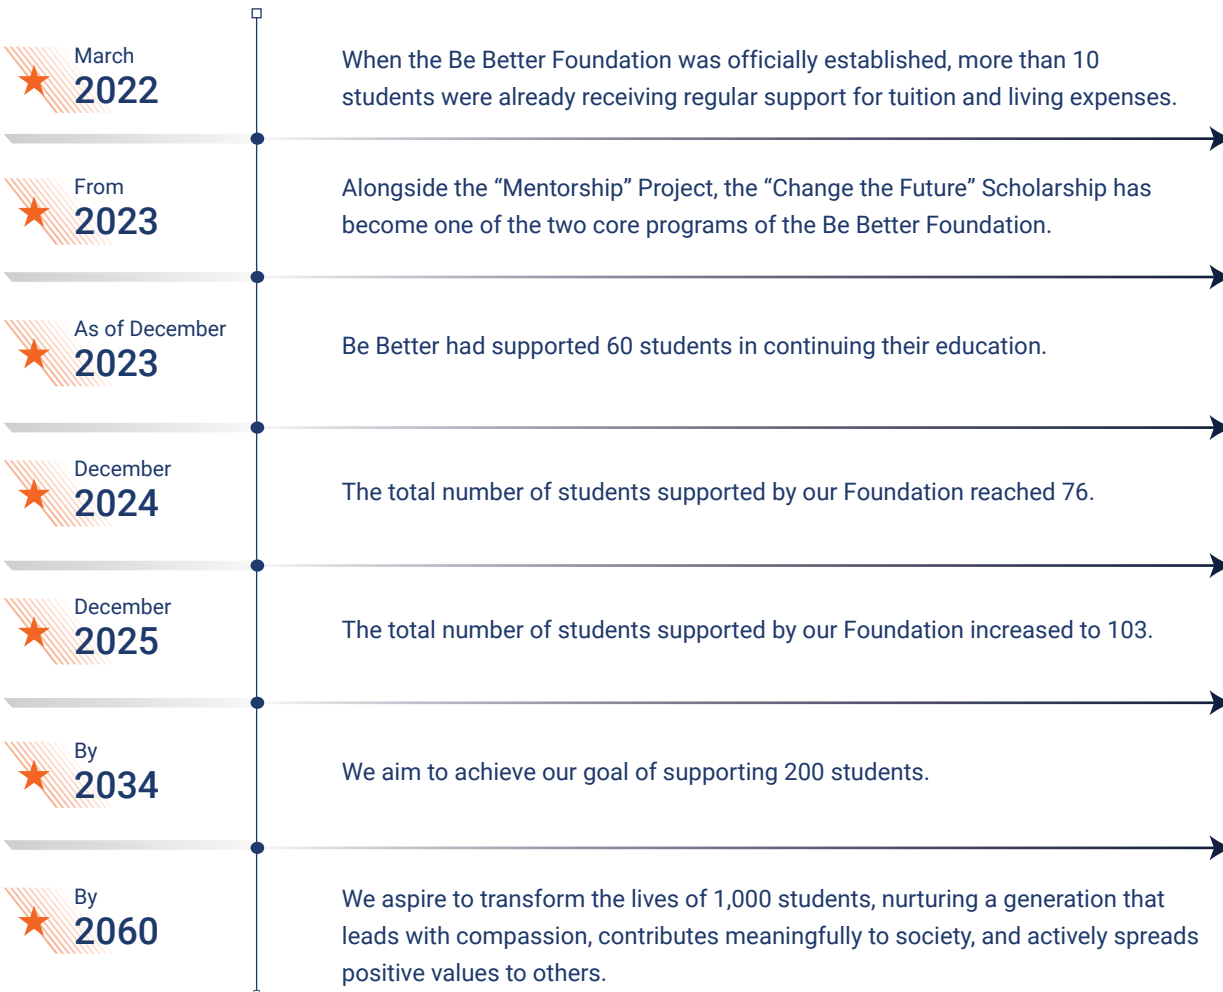 March
2022
When the Be Better Foundation was officially established, more than 10
students were already receiving regular support for tuition and living expenses.
From
2023
Alongside the “Mentorship” Project, the “Change the Future” Scholarship has
become one of the two core programs of the Be Better Foundation.
As of December
2023
Be Better had supported 60 students in continuing their education.
December
2024
The total number of students supported by our Foundation reached 76.
December
2025
The total number of students supported by our Foundation increased to 103.
By
2034
We aim to achieve our goal of supporting 200 students.
By
2060
We aspire to transform the lives of 1,000 students, nurturing a generation that
leads with compassion, contributes meaningfully to society, and actively spreads
positive values to others.